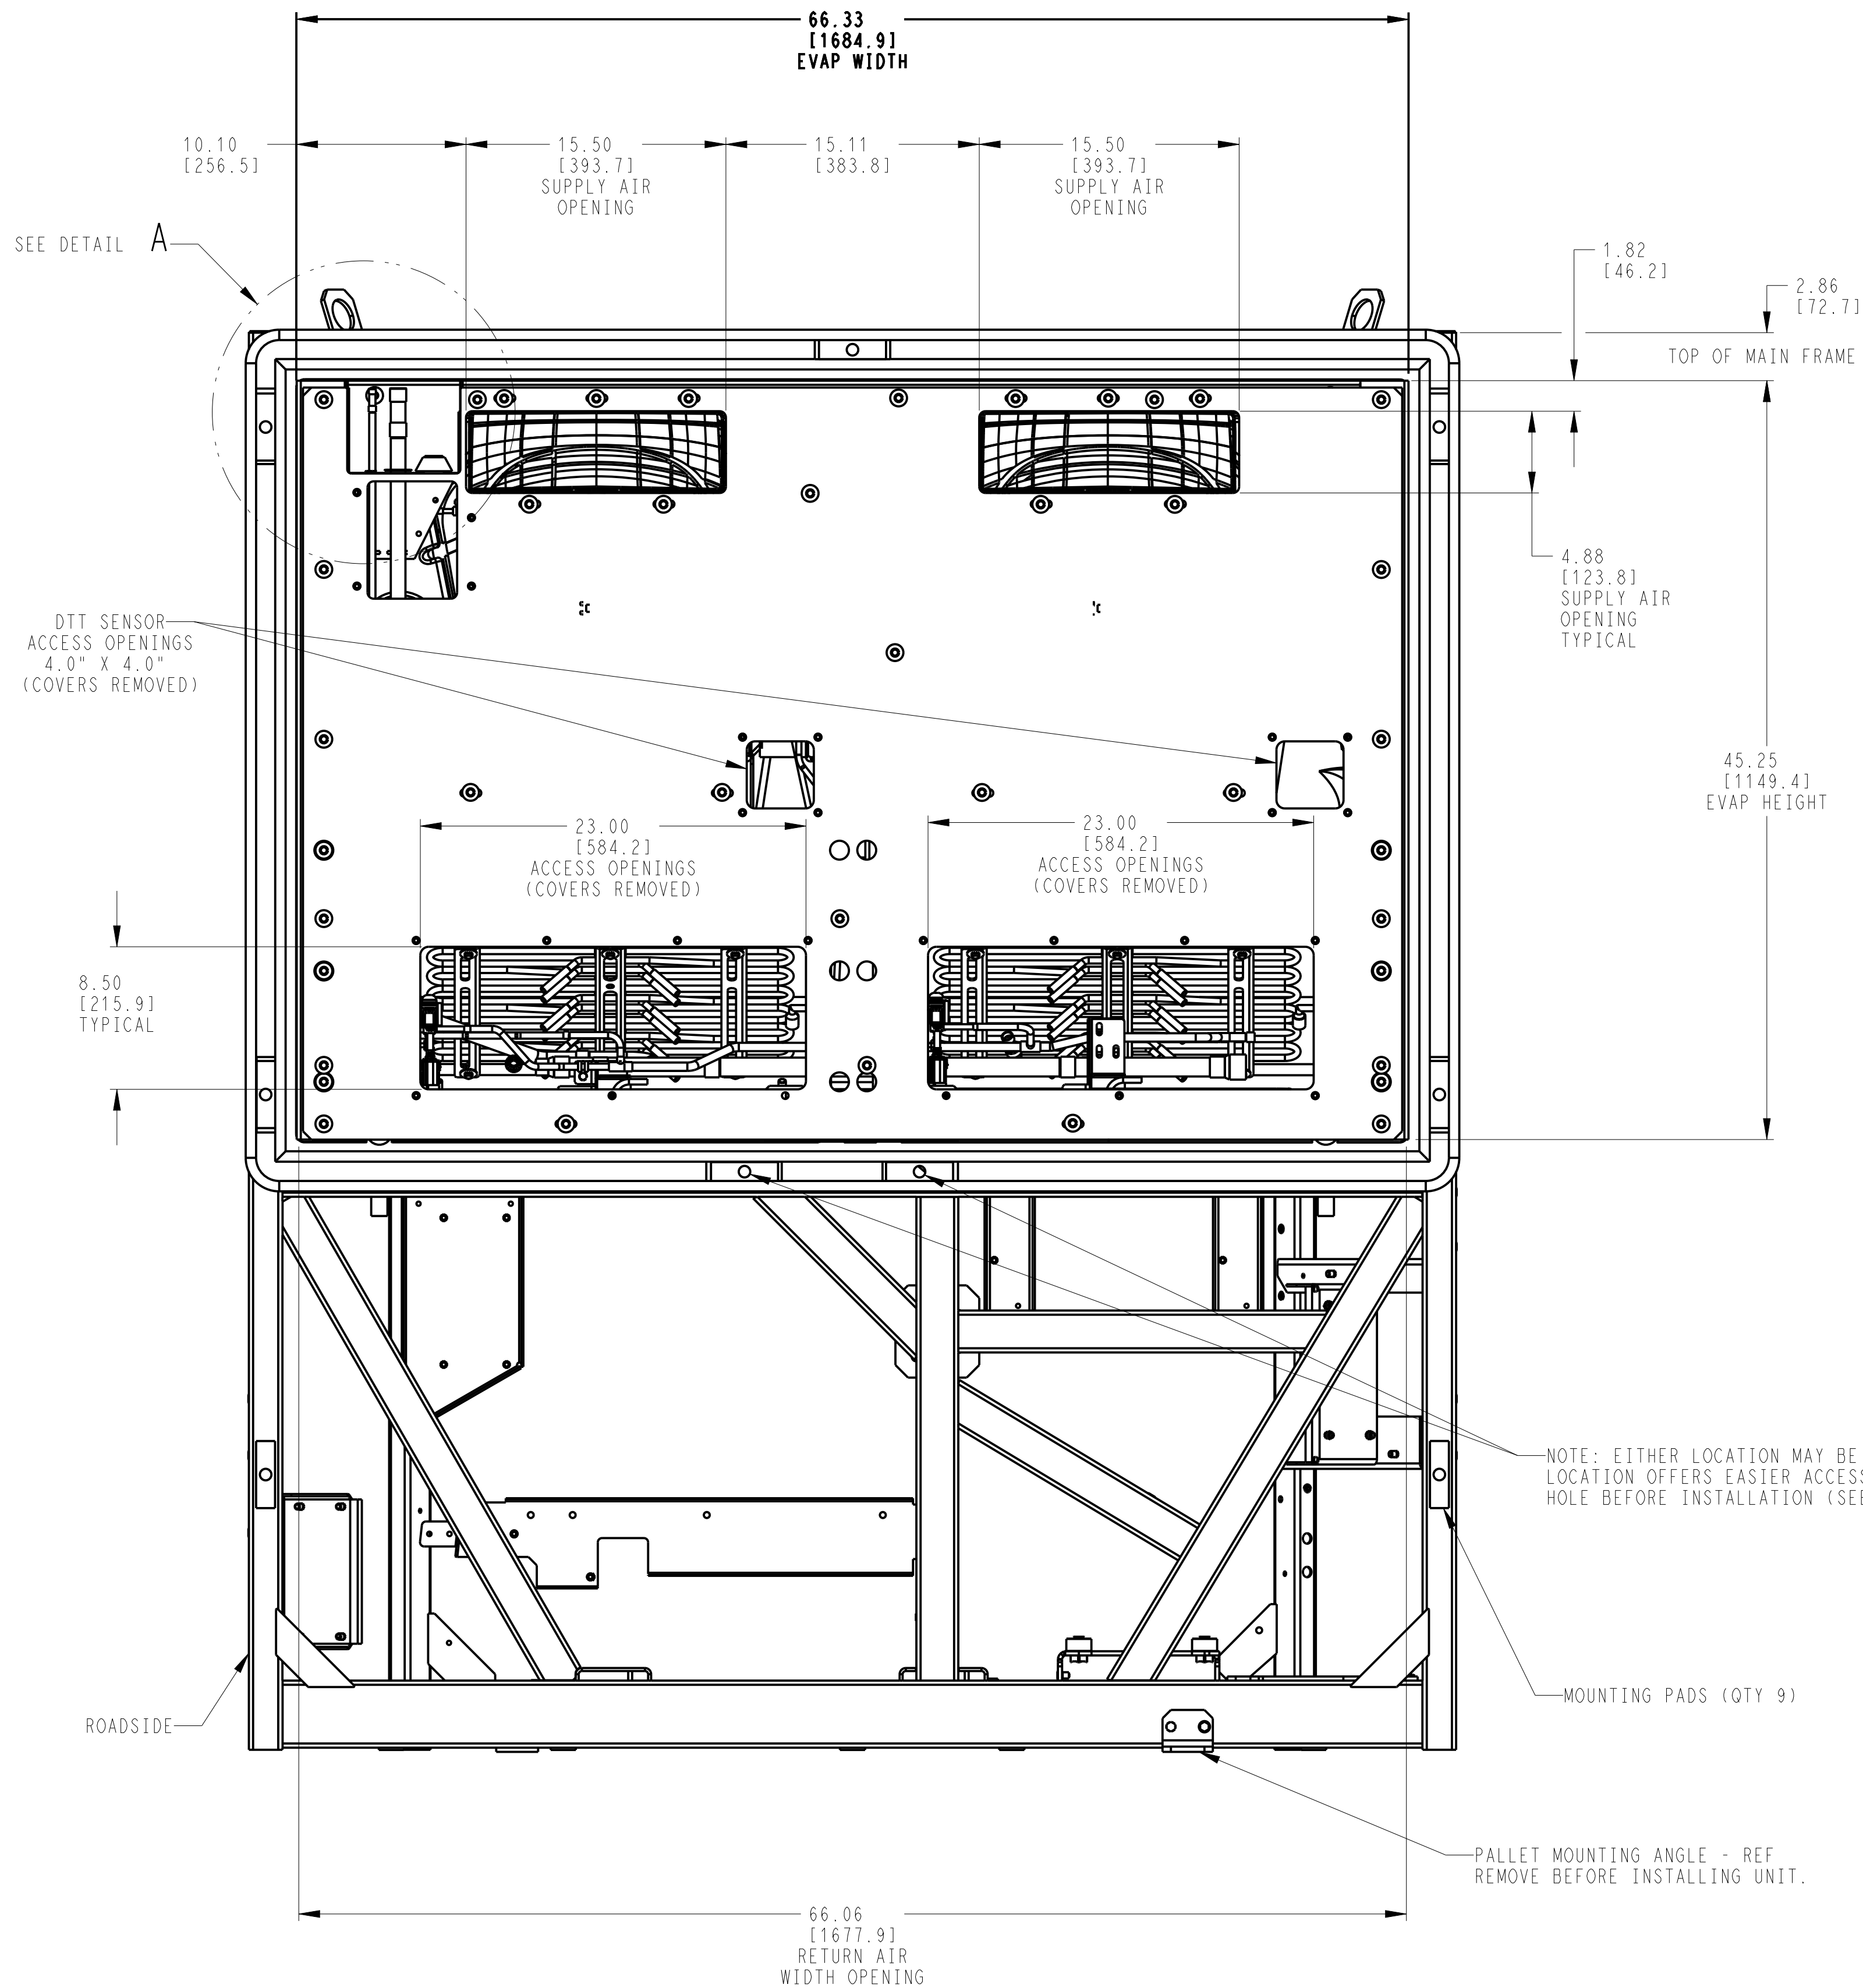 66.33
[1684.9]
EVAP WIDTH
10.10
[256.5]
15.50
[393.7]
SUPPLY AIR
OPENING
15.11
[383.8]
15.50
[393.7]
SUPPLY AIR
OPENING
SEE DETAIL A
1.82
[46.2]
2.86
[72.7]
TOP OF MAIN FRAME
4.88
[123.8]
SUPPLY AIR
OPENING
TYPICAL
DTT SENSOR
ACCESS OPENINGS
4.0" X 4.0"
(COVERS REMOVED)
45.25
[1149.4]
EVAP HEIGHT
23.00
[584.2]
ACCESS OPENINGS
(COVERS REMOVED)
23.00
[584.2]
ACCESS OPENINGS
(COVERS REMOVED)
8.50
[215.9]
TYPICAL
NOTE: EITHER LOCATION MAY BE
LOCATION OFFERS EASIER ACCESS
HOLE BEFORE INSTALLATION (SEE
MOUNTING PADS (QTY 9)
ROADSIDE
PALLET MOUNTING ANGLE - REF
REMOVE BEFORE INSTALLING UNIT.
66.06
[1677.9]
RETURN AIR
WIDTH OPENING